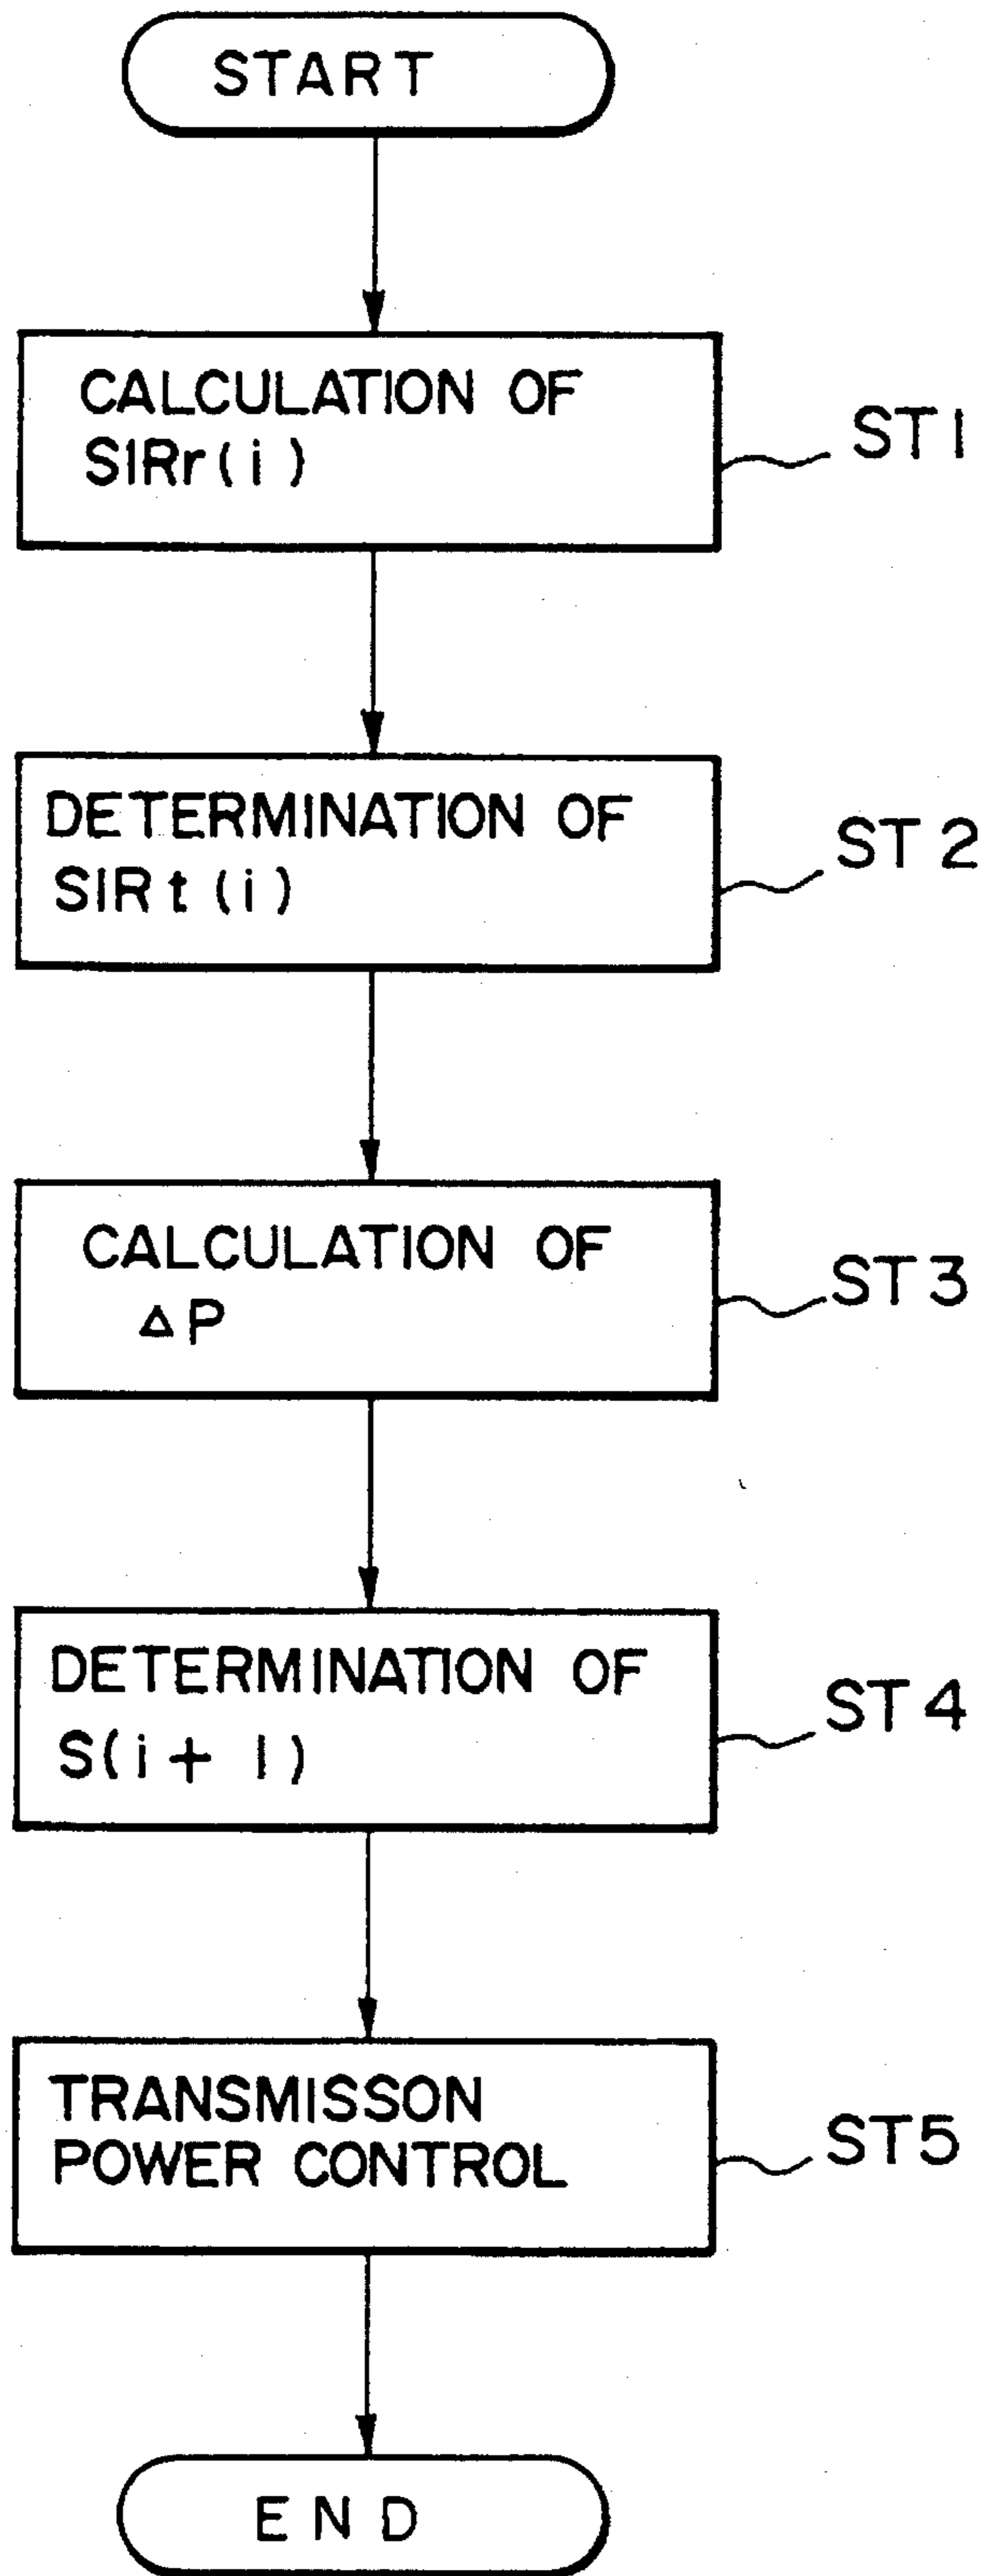 START
CALCULATION OF
SIRr(i)
ST1
DETERMINATION OF
SIRt(i)
ST2
CALCULATION OF
ΔP
ST3
DETERMINATION OF
S(i+1)
ST4
TRANSMISSON
POWER CONTROL
ST5
END